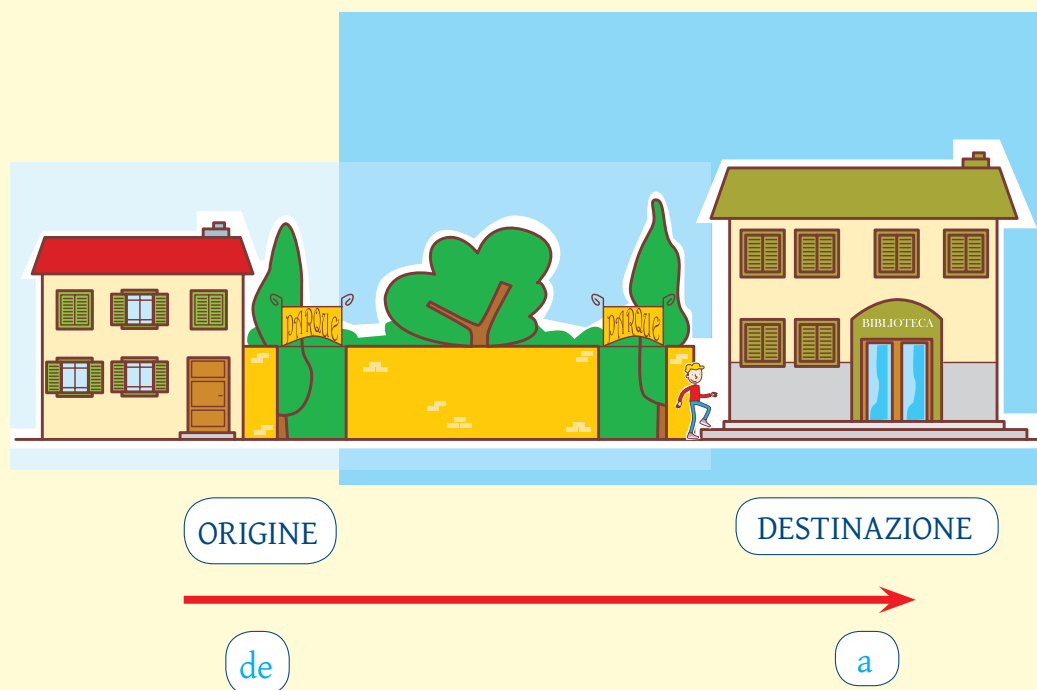 PARQUE
PARQUE
BIBLIOTECA
ORIGINE
DESTINAZIONE
de
a